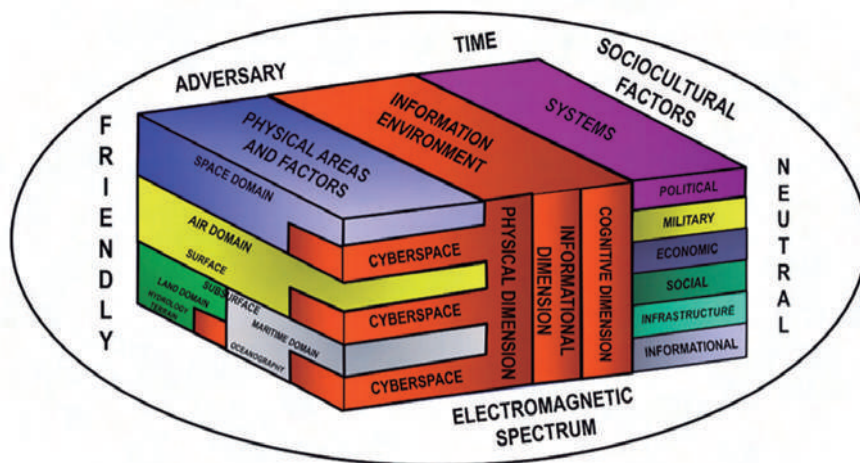 TIME
ADVERSARY
SOCIOCULTURAL
FACTORS
FRIENDLY
NEUTRAL
PHYSICAL AREAS
AND FACTORS
INFORMATION
ENVIRONMENT
SYSTEMS
SPACE DOMAIN
AIR DOMAIN
SURFACE
SUBSURFACE
LAND DOMAIN
HYDROLOGY
TERRAIN
MARITIME DOMAIN
OCEANOGRAPHY
CYBERSPACE
CYBERSPACE
CYBERSPACE
PHYSICAL DIMENSION
INFORMATIONAL
DIMENSION
COGNITIVE DIMENSION
POLITICAL
MILITARY
ECONOMIC
SOCIAL
INFRASTRUCTURE
INFORMATIONAL
ELECTROMAGNETIC
SPECTRUM